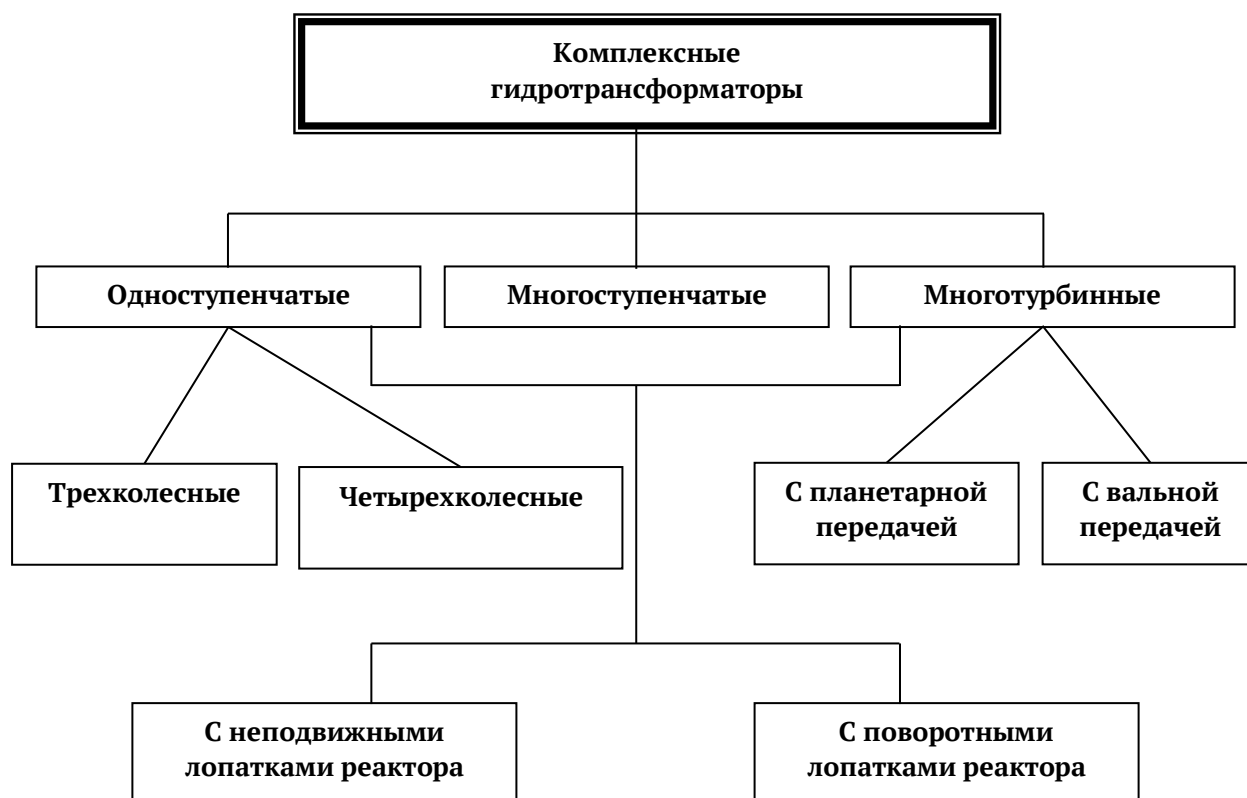 Комплексные
гидротрансформаторы
Одноступенчатые
Многоступенчатые
Многотурбинные
Трехколесные
Четырехколесные
С планетарной
передачей
С вальной
передачей
С неподвижными
лопатками реактора
С поворотными
лопатками реактора